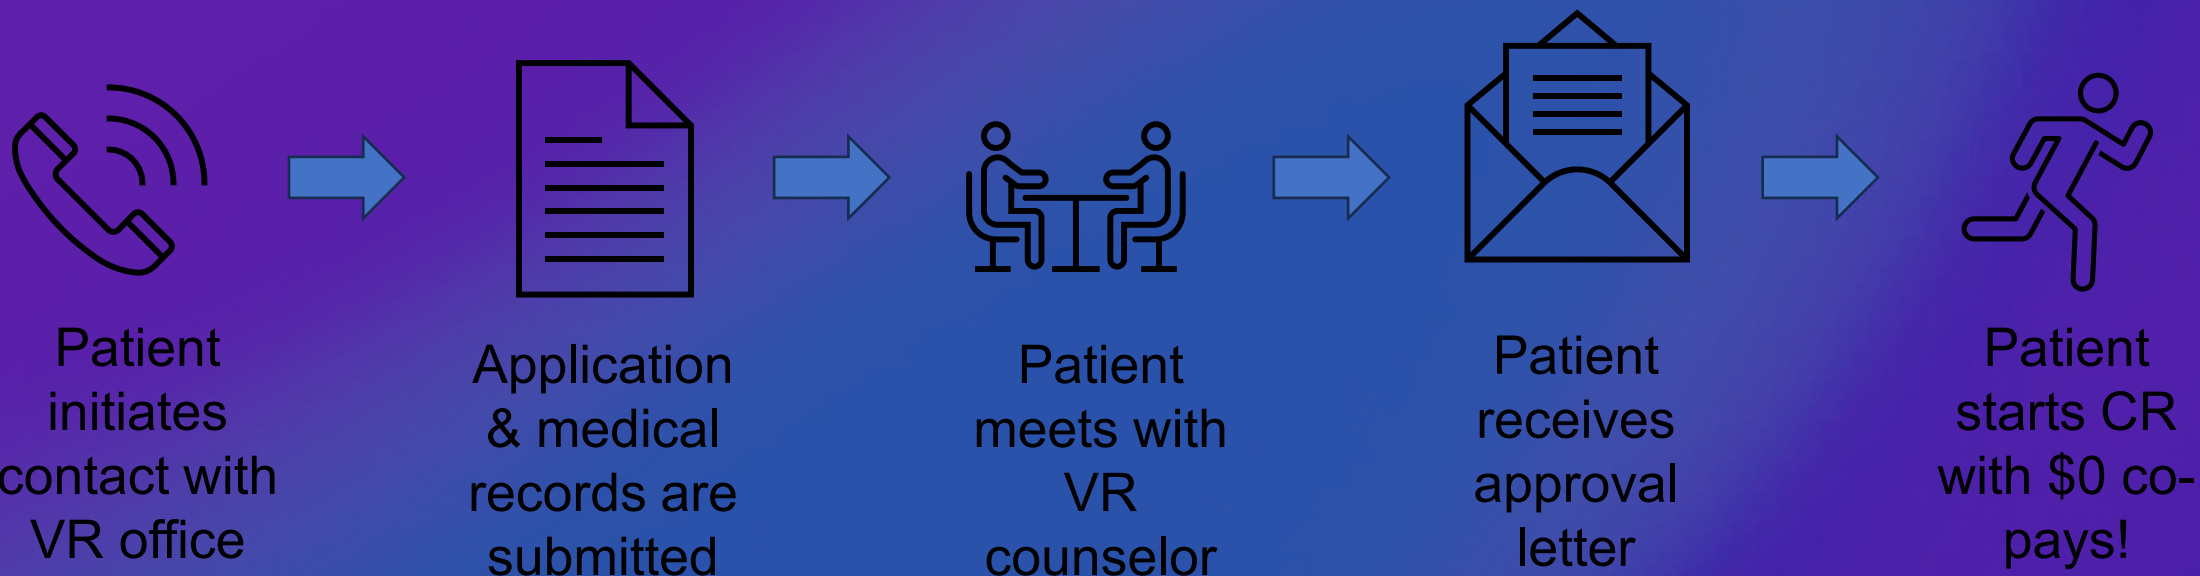 Patient
initiates
contact with
VR office
Application
& medical
records are
submitted
Patient
meets with
VR
counselor
Patient
receives
approval
letter
Patient
starts CR
with $0 co-
pays!